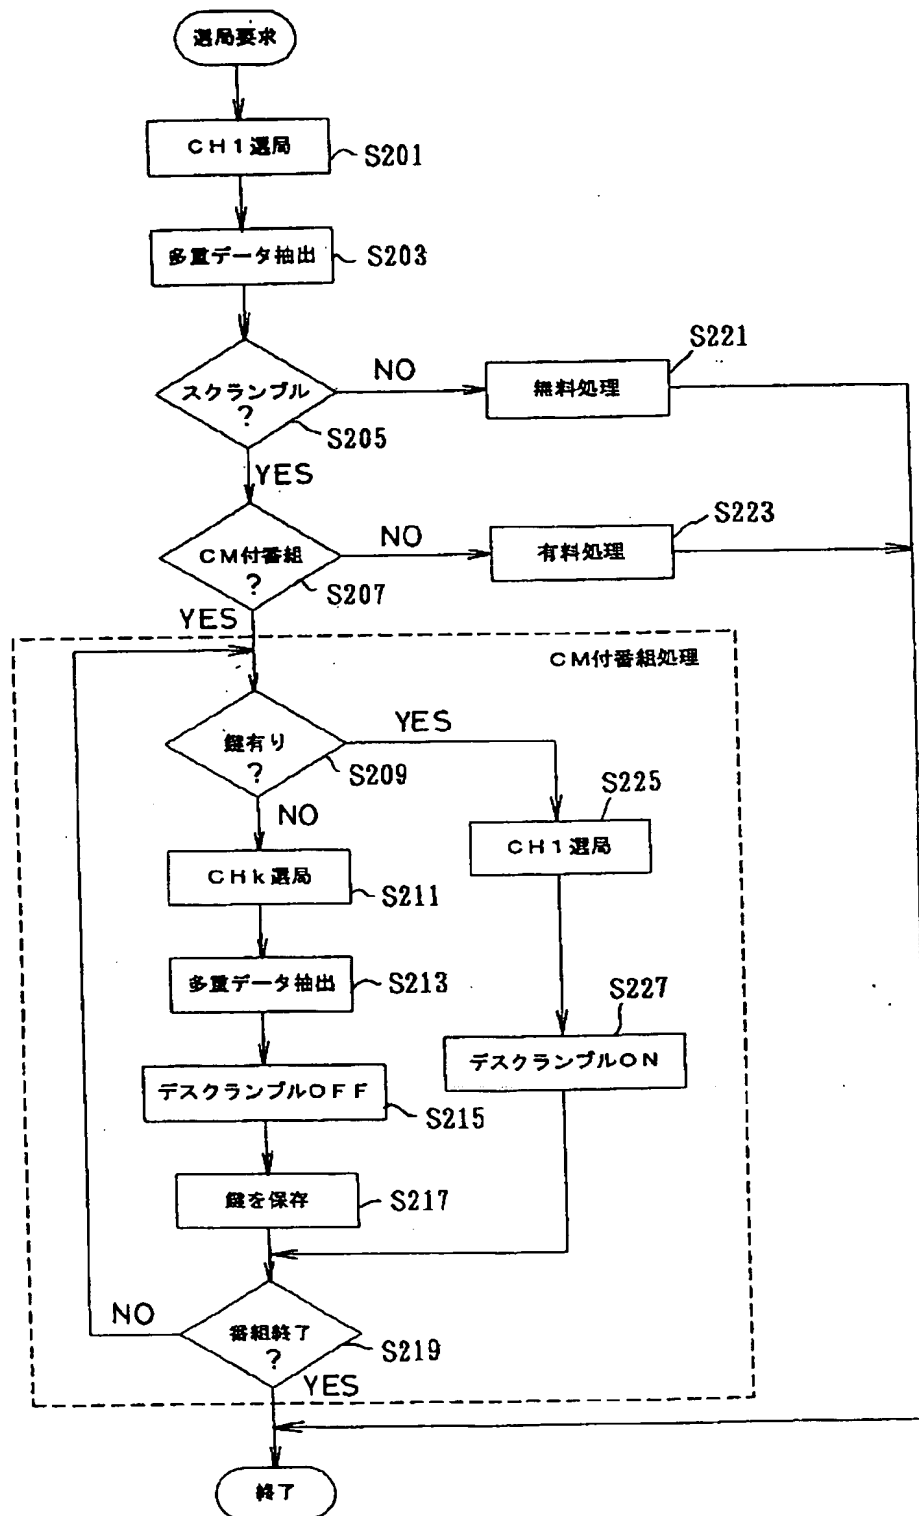 選局要求
CH1選局
S201
多重データ抽出
S203
スクランブル
?
S205
NO
無料処理
S221
YES
CM付番組
?
S207
NO
有料処理
S223
YES
CM付番組処理
鍵有り
?
S209
YES
NO
CH1選局
S225
CHk選局
S211
多重データ抽出
S213
デスクランブルON
S227
デスクランブルOFF
S215
鍵を保存
S217
番組終了
?
S219
NO
YES
終了